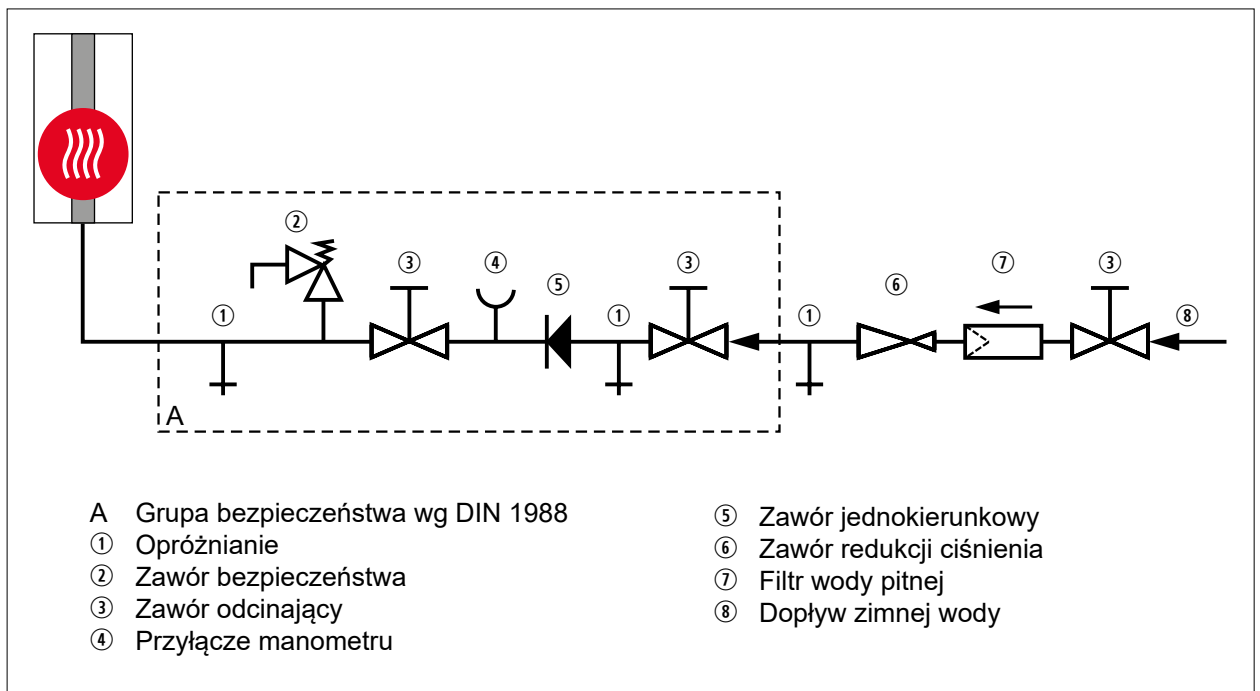 ②
③
④
⑤
③
⑥
⑦
③
①
①
①
⑧
A
A Grupa bezpieczeństwa wg DIN 1988
① Opróżnianie
② Zawór bezpieczeństwa
③ Zawór odcinający
④ Przyłącze manometru
⑤ Zawór jednokierunkowy
⑥ Zawór redukcji ciśnienia
⑦ Filtr wody pitnej
⑧ Dopływ zimnej wody